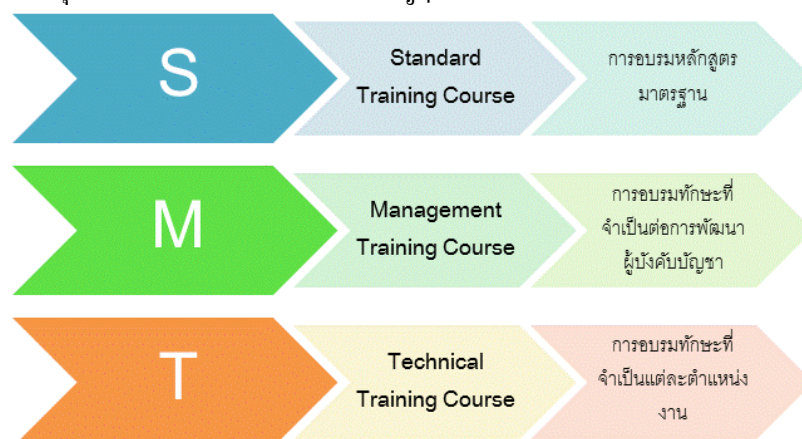 S
Standard
Training Course
การอบรมหลักสูตร
มาตรฐาน
M
Management
Training Course
การอบรมทักษะที่
จำเป็นต่อการพัฒนา
ผู้บังคับบัญชา
T
Technical
Training Course
การอบรมทักษะที่
จำเป็นแต่ละตำแหน่ง
งาน